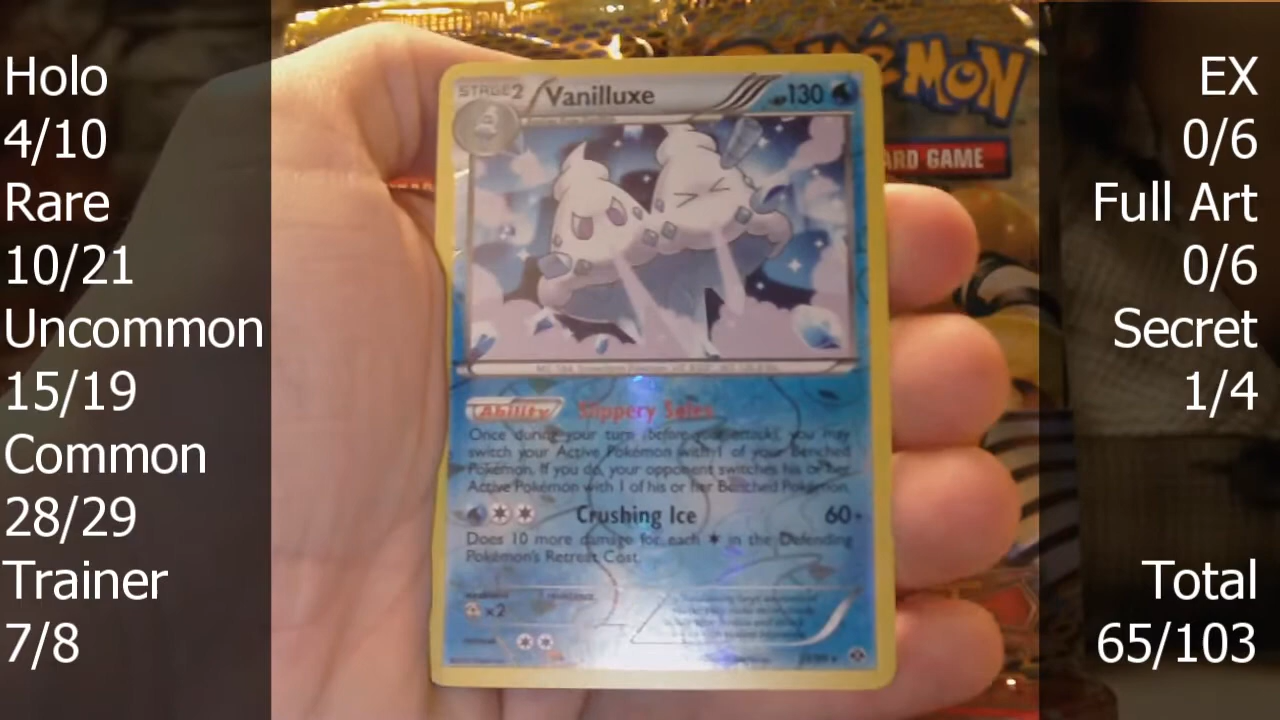 Holo
4/10
Rare
10/21
Uncommon
15/19
Common
28/29
Trainer
7/8
POKéMON
ARD GAME
STAGE2
Vanilluxe
HP130
Ability
Slippery Soles
Once during your turn (before your attack), you may
switch your Active Pokémon with 1 of your Benched
Pokémon. If you do, your opponent switches his or her
Active Pokémon with 1 of his or her Benched Pokémon.
Crushing Ice
60+
Does 10 more damage for each in the Defending
Pokémon's Retreat Cost.
x2
EX
0/6
Full Art
0/6
Secret
1/4
Total
65/103